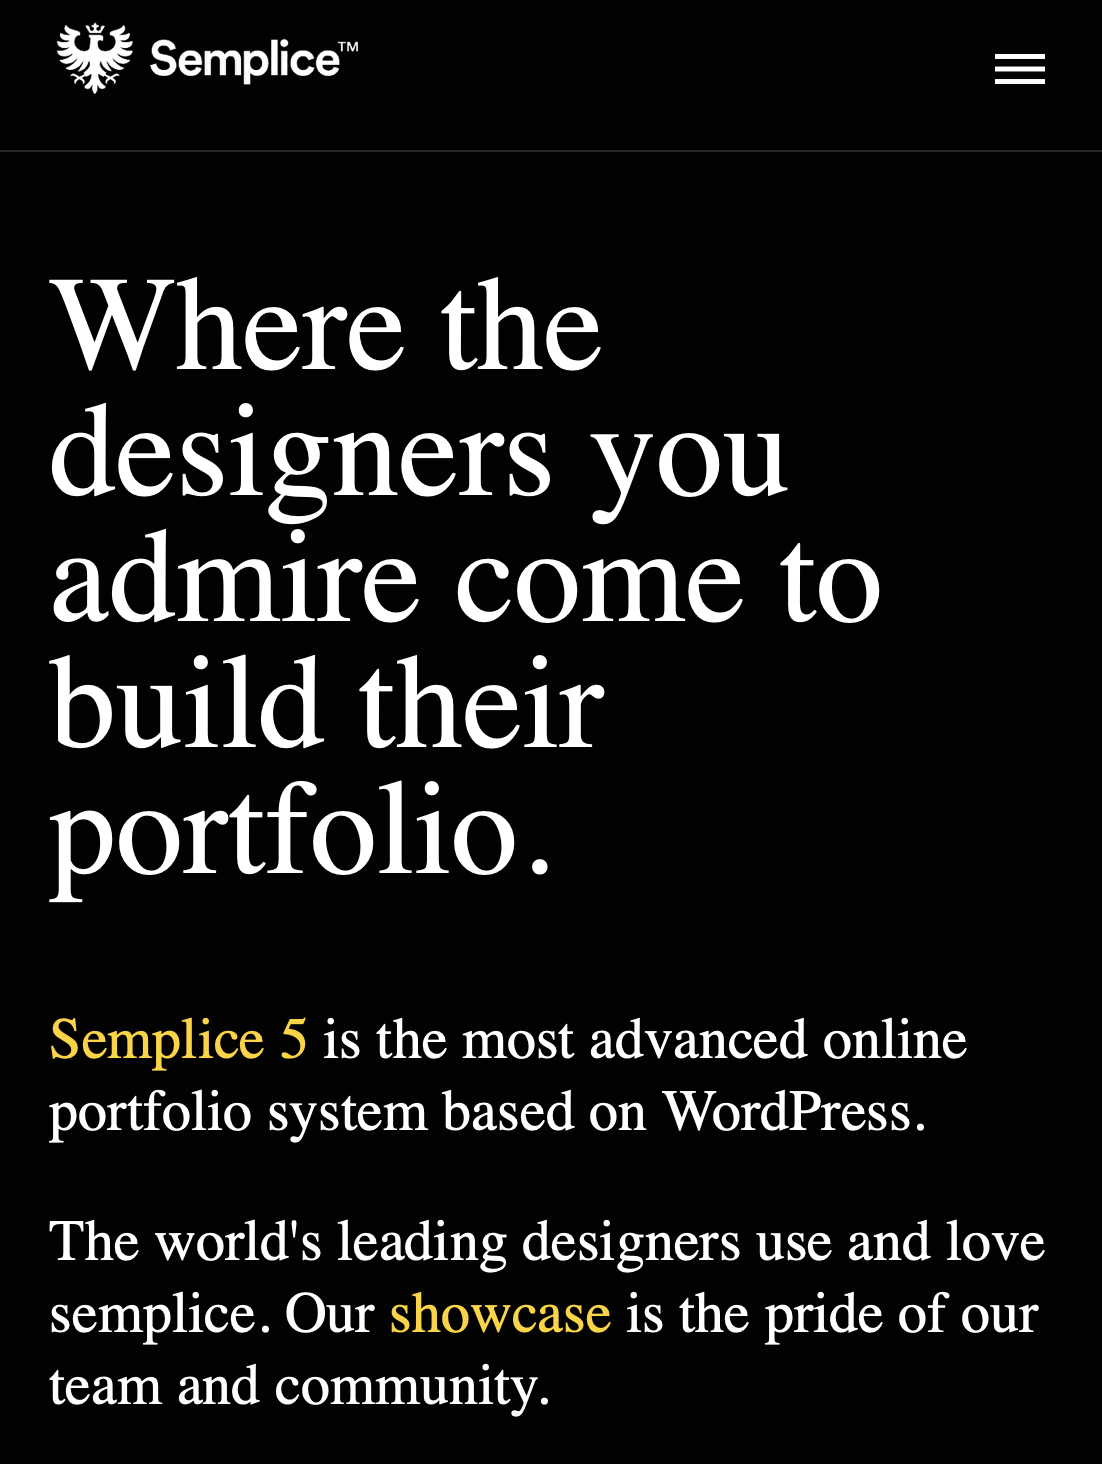 Semplice™
Where the
designers you
admire come to
build their
portfolio.
Semplice 5 is the most advanced online
portfolio system based on WordPress.
The world's leading designers use and love
semplice. Our showcase is the pride of our
team and community.